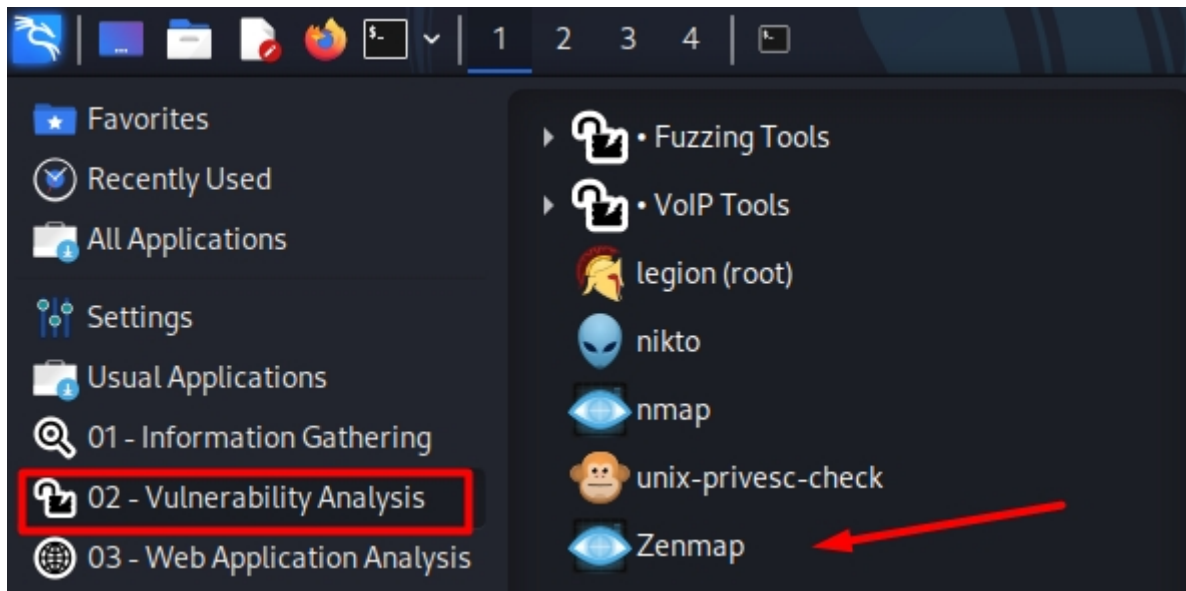 1 2 3 4
Favorites
Recently Used
All Applications
Settings
Usual Applications
01 - Information Gathering
02 - Vulnerability Analysis
03 - Web Application Analysis
• Fuzzing Tools
• VoIP Tools
legion (root)
nikto
nmap
unix-privesc-check
Zenmap